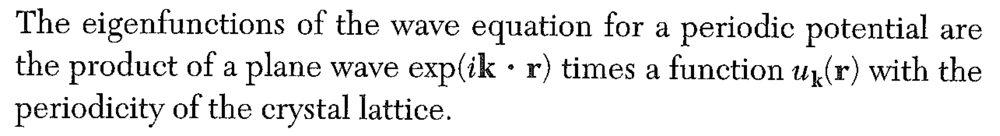 The eigenfunctions of the wave equation for a periodic potential are
the product of a plane wave exp(ik · r) times a function uₖ(r) with the
periodicity of the crystal lattice.